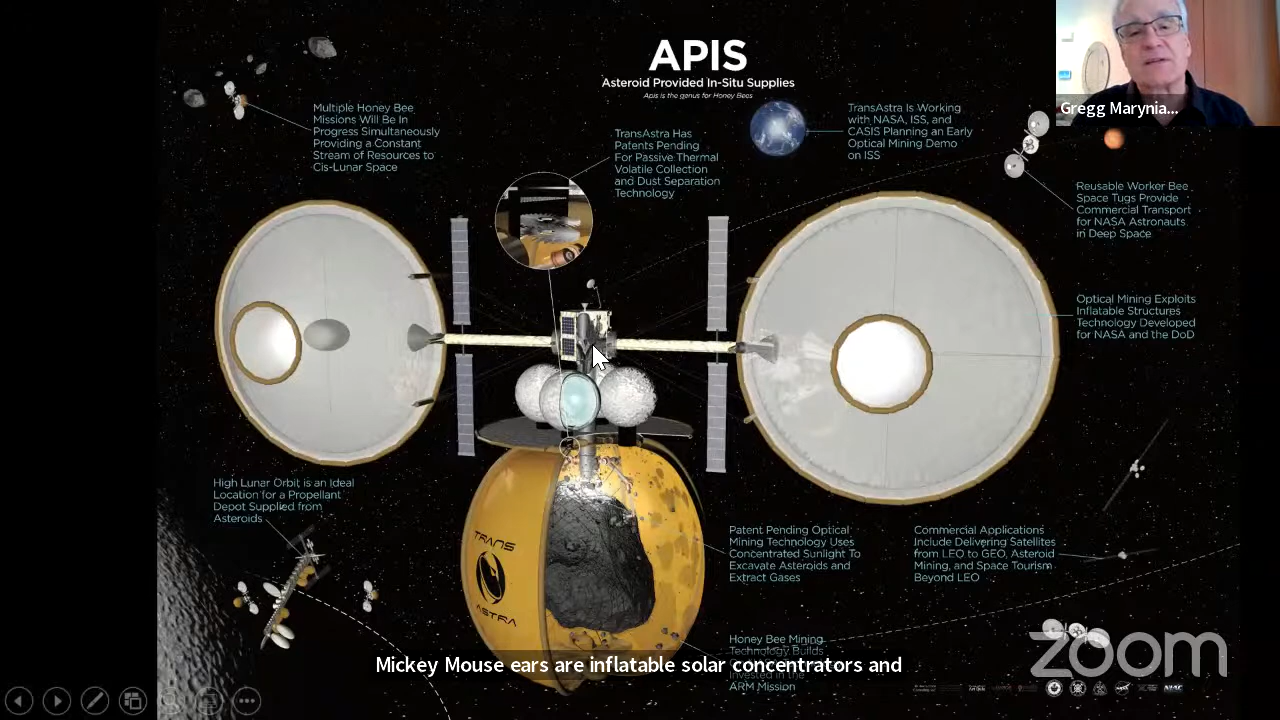 APIS
Asteroid Provided In-Situ Supplies
Apis is the genus for Honey Bees
Gregg Marynia...
Multiple Honey Bee
Missions Will Be In
Progress Simultaneously
Providing a Constant
Stream of Resources to
Cis-Lunar Space
TransAstra Has
Patents Pending
For Passive Thermal
Volatile Collection
and Dust Separation
Technology
TransAstra Is Working
with NASA, ISS, and
CASIS Planning an Early
Optical Mining Demo
on ISS
Reusable Worker Bee
Space Tugs Provide
Commercial Transport
for NASA Astronauts
in Deep Space
Optical Mining Exploits
Inflatable Structures
Technology Developed
for NASA and the DoD
High Lunar Orbit is an Ideal
Location for a Propellant
Depot Supplied from
Asteroids
TRANS
ASTRA
Patent Pending Optical
Mining Technology Uses
Concentrated Sunlight To
Excavate Asteroids and
Extract Gases
Commercial Applications
Include Delivering Satellites
from LEO to GEO, Asteroid
Mining, and Space Tourism
Beyond LEO
Honey Bee Mining
Technology Builds
Invested in the
ARM Mission
Mickey Mouse ears are inflatable solar concentrators and
zoom